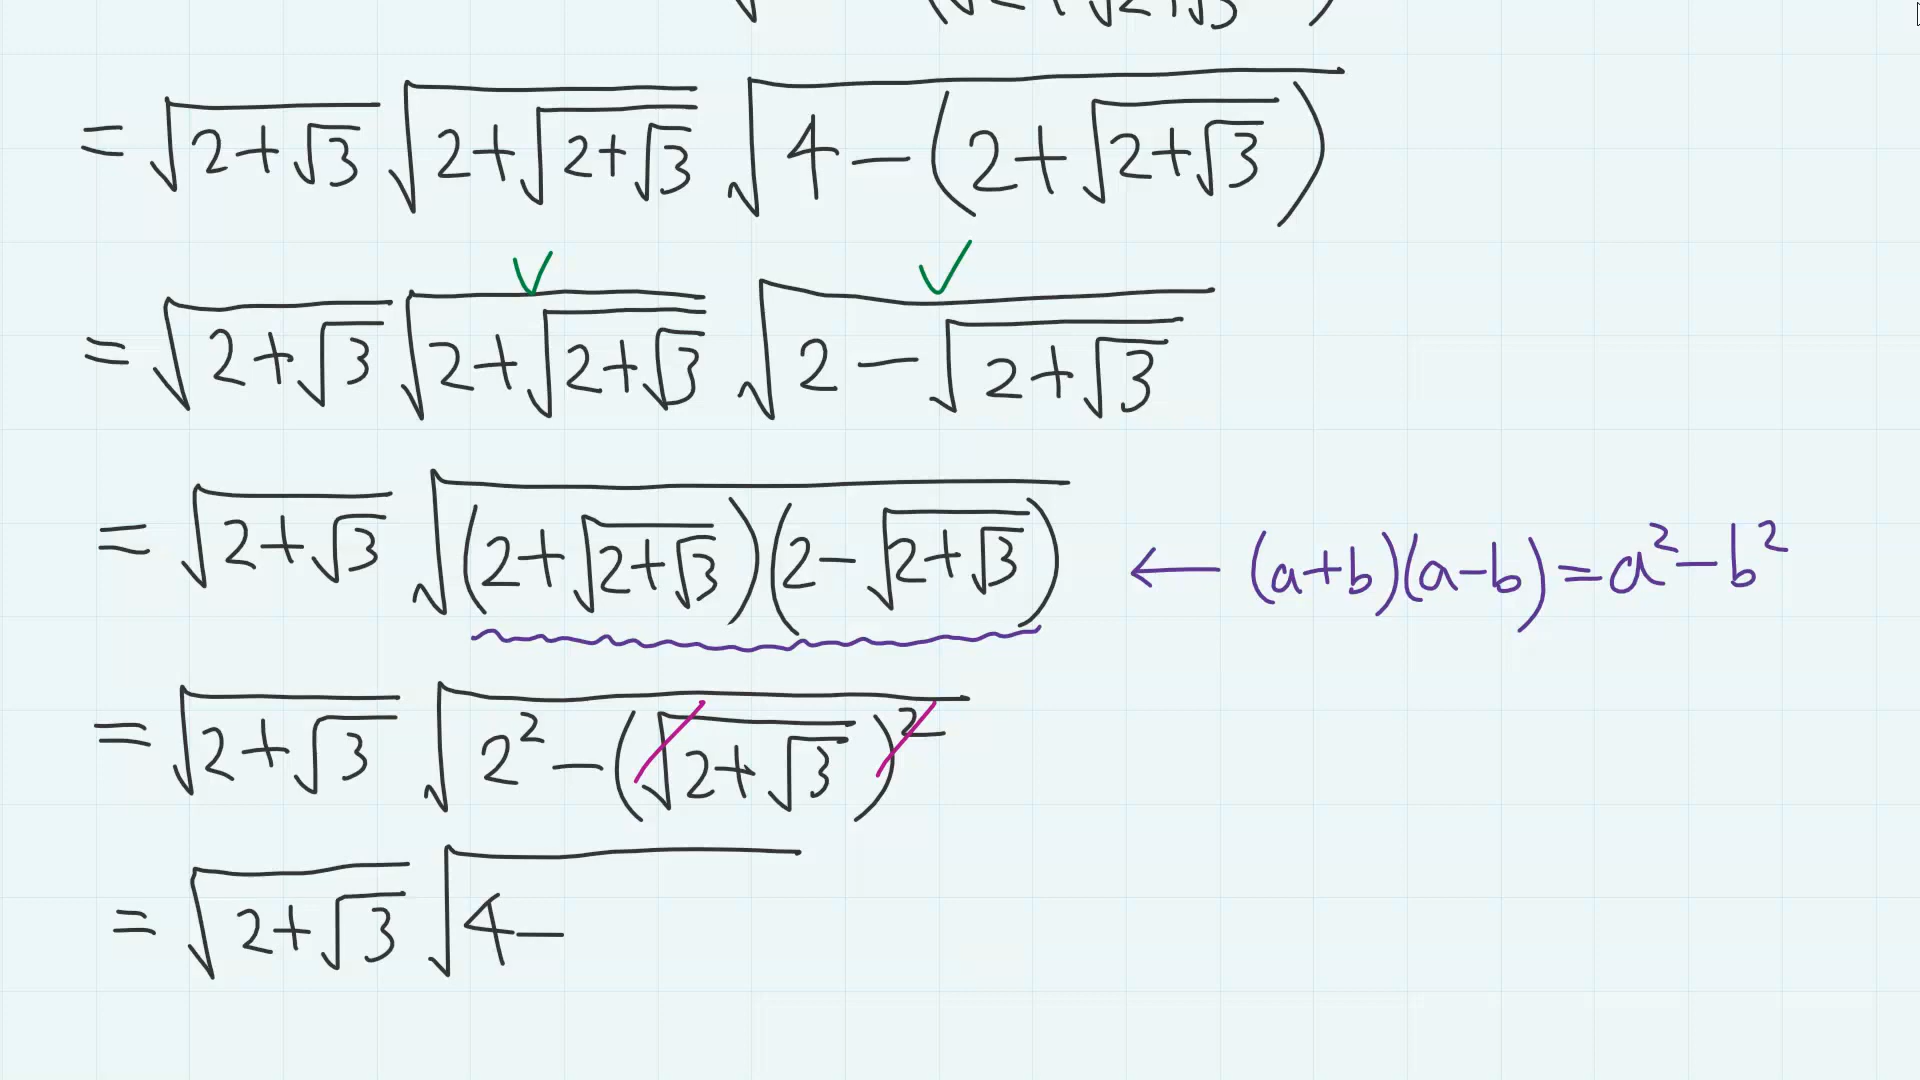 = √(2+√3) √(2+√(2+√3)) √(4-(2+√(2+√3)))
= √(2+√3) √(2+√(2+√3)) √(2-√(2+√3))
= √(2+√3) √((2+√(2+√3))(2-√(2+√3))) ← (a+b)(a-b)=a²-b²
= √(2+√3) √(2²-(√(2+√3))²)
= √(2+√3) √(4-